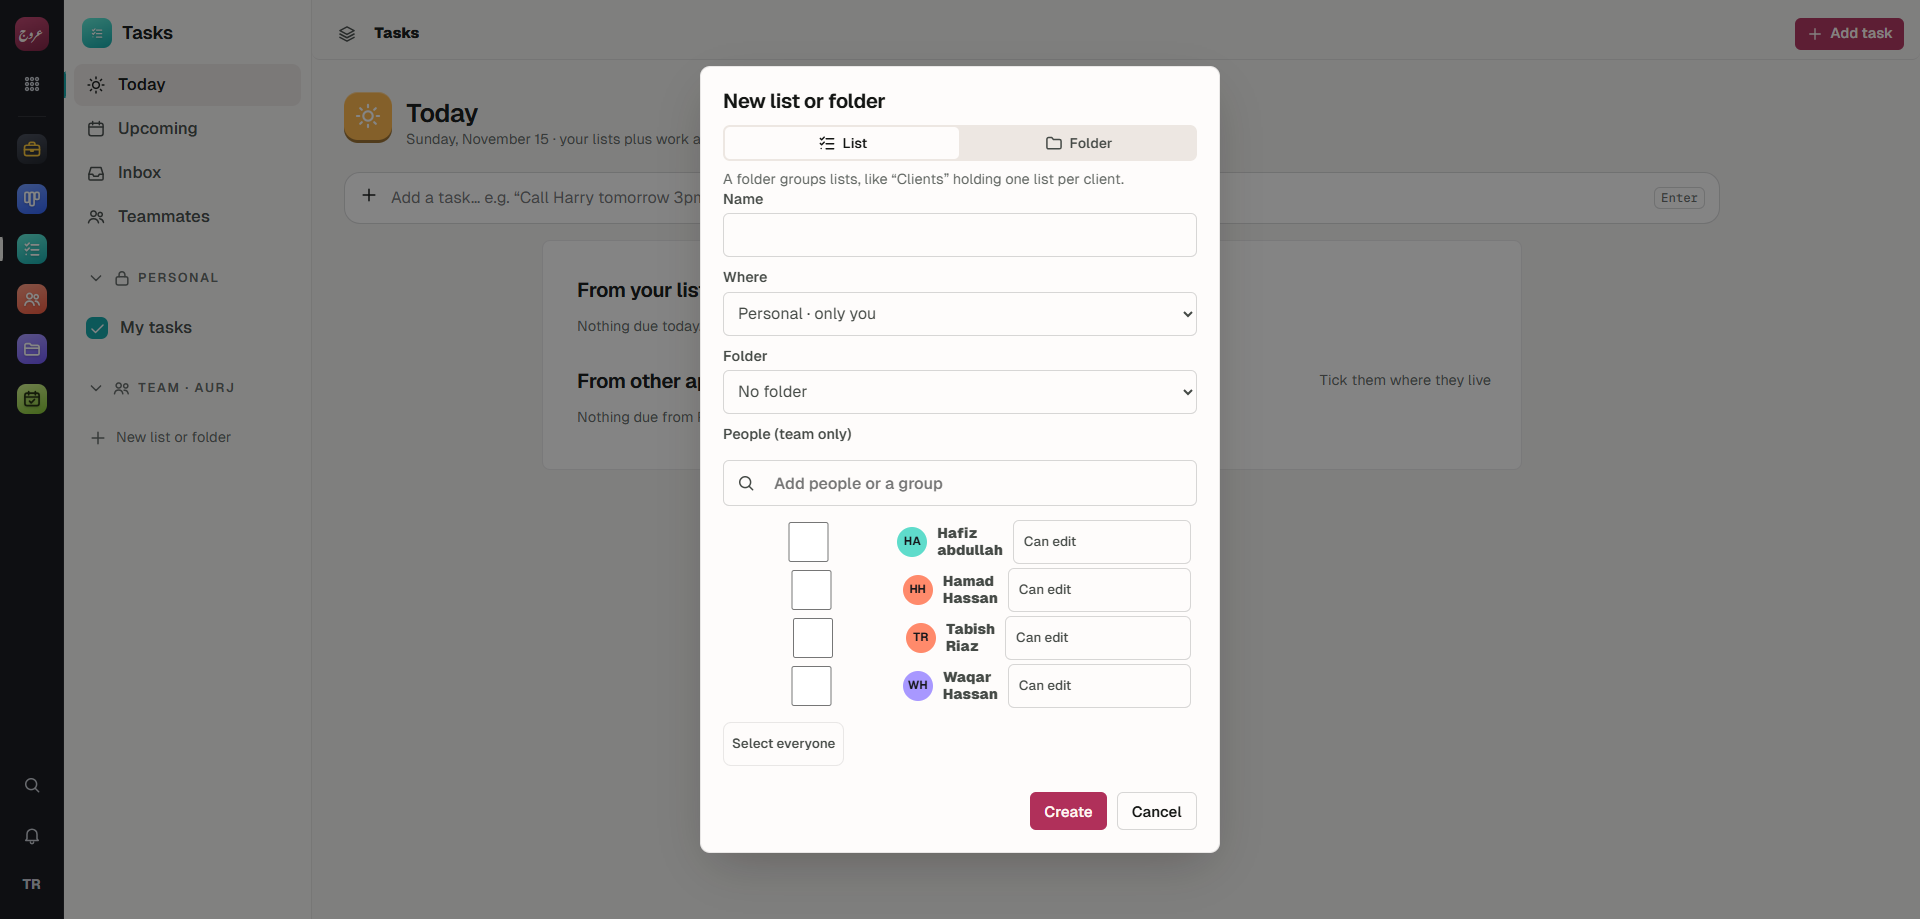 عروج
Tasks
Today
Upcoming
Inbox
Teammates
PERSONAL
My tasks
TEAM · AURJ
New list or folder
TR
Tasks
Add task
Today
Sunday, November 15 · your lists plus work a
Add a task... e.g. “Call Harry tomorrow 3pm
Enter
From your lis
Nothing due today
From other a
Tick them where they live
Nothing due from
New list or folder
List
Folder
A folder groups lists, like “Clients” holding one list per client.
Name
Where
Personal · only you
Folder
No folder
People (team only)
Add people or a group
HA
Hafiz
abdullah
Can edit
HH
Hamad
Hassan
Can edit
TR
Tabish
Riaz
Can edit
WH
Waqar
Hassan
Can edit
Select everyone
Create
Cancel